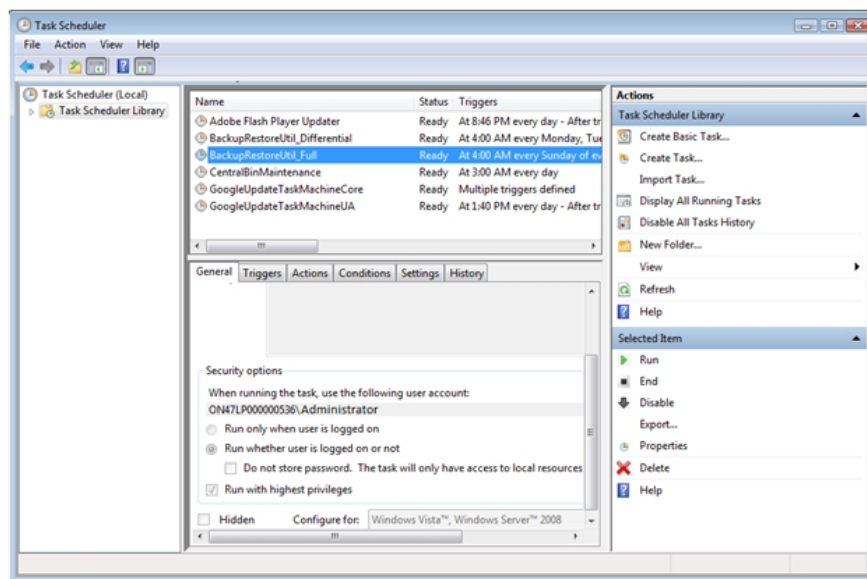 Task Scheduler
File Action View Help
Task Scheduler (Local)
Task Scheduler Library
Name Status Triggers
Adobe Flash Player Updater Ready At 8:46 PM every day - After tr
BackupRestoreUtil_Differential Ready At 4:00 AM every Monday, Tue
BackupRestoreUtil_Full Ready At 4:00 AM every Sunday of ev
CentralBinMaintenance Ready At 3:00 AM every day
GoogleUpdateTaskMachineCore Ready Multiple triggers defined
GoogleUpdateTaskMachineUA Ready At 1:40 PM every day - After tr
General Triggers Actions Conditions Settings History
Security options
When running the task, use the following user account:
ON47LP000000536\Administrator
Run only when user is logged on
Run whether user is logged on or not
Do not store password. The task will only have access to local resources
Run with highest privileges
Hidden Configure for: Windows Vista™, Windows Server™ 2008
Actions
Task Scheduler Library
Create Basic Task...
Create Task...
Import Task...
Display All Running Tasks
Disable All Tasks History
New Folder...
View
Refresh
Help
Selected Item
Run
End
Disable
Export...
Properties
Delete
Help